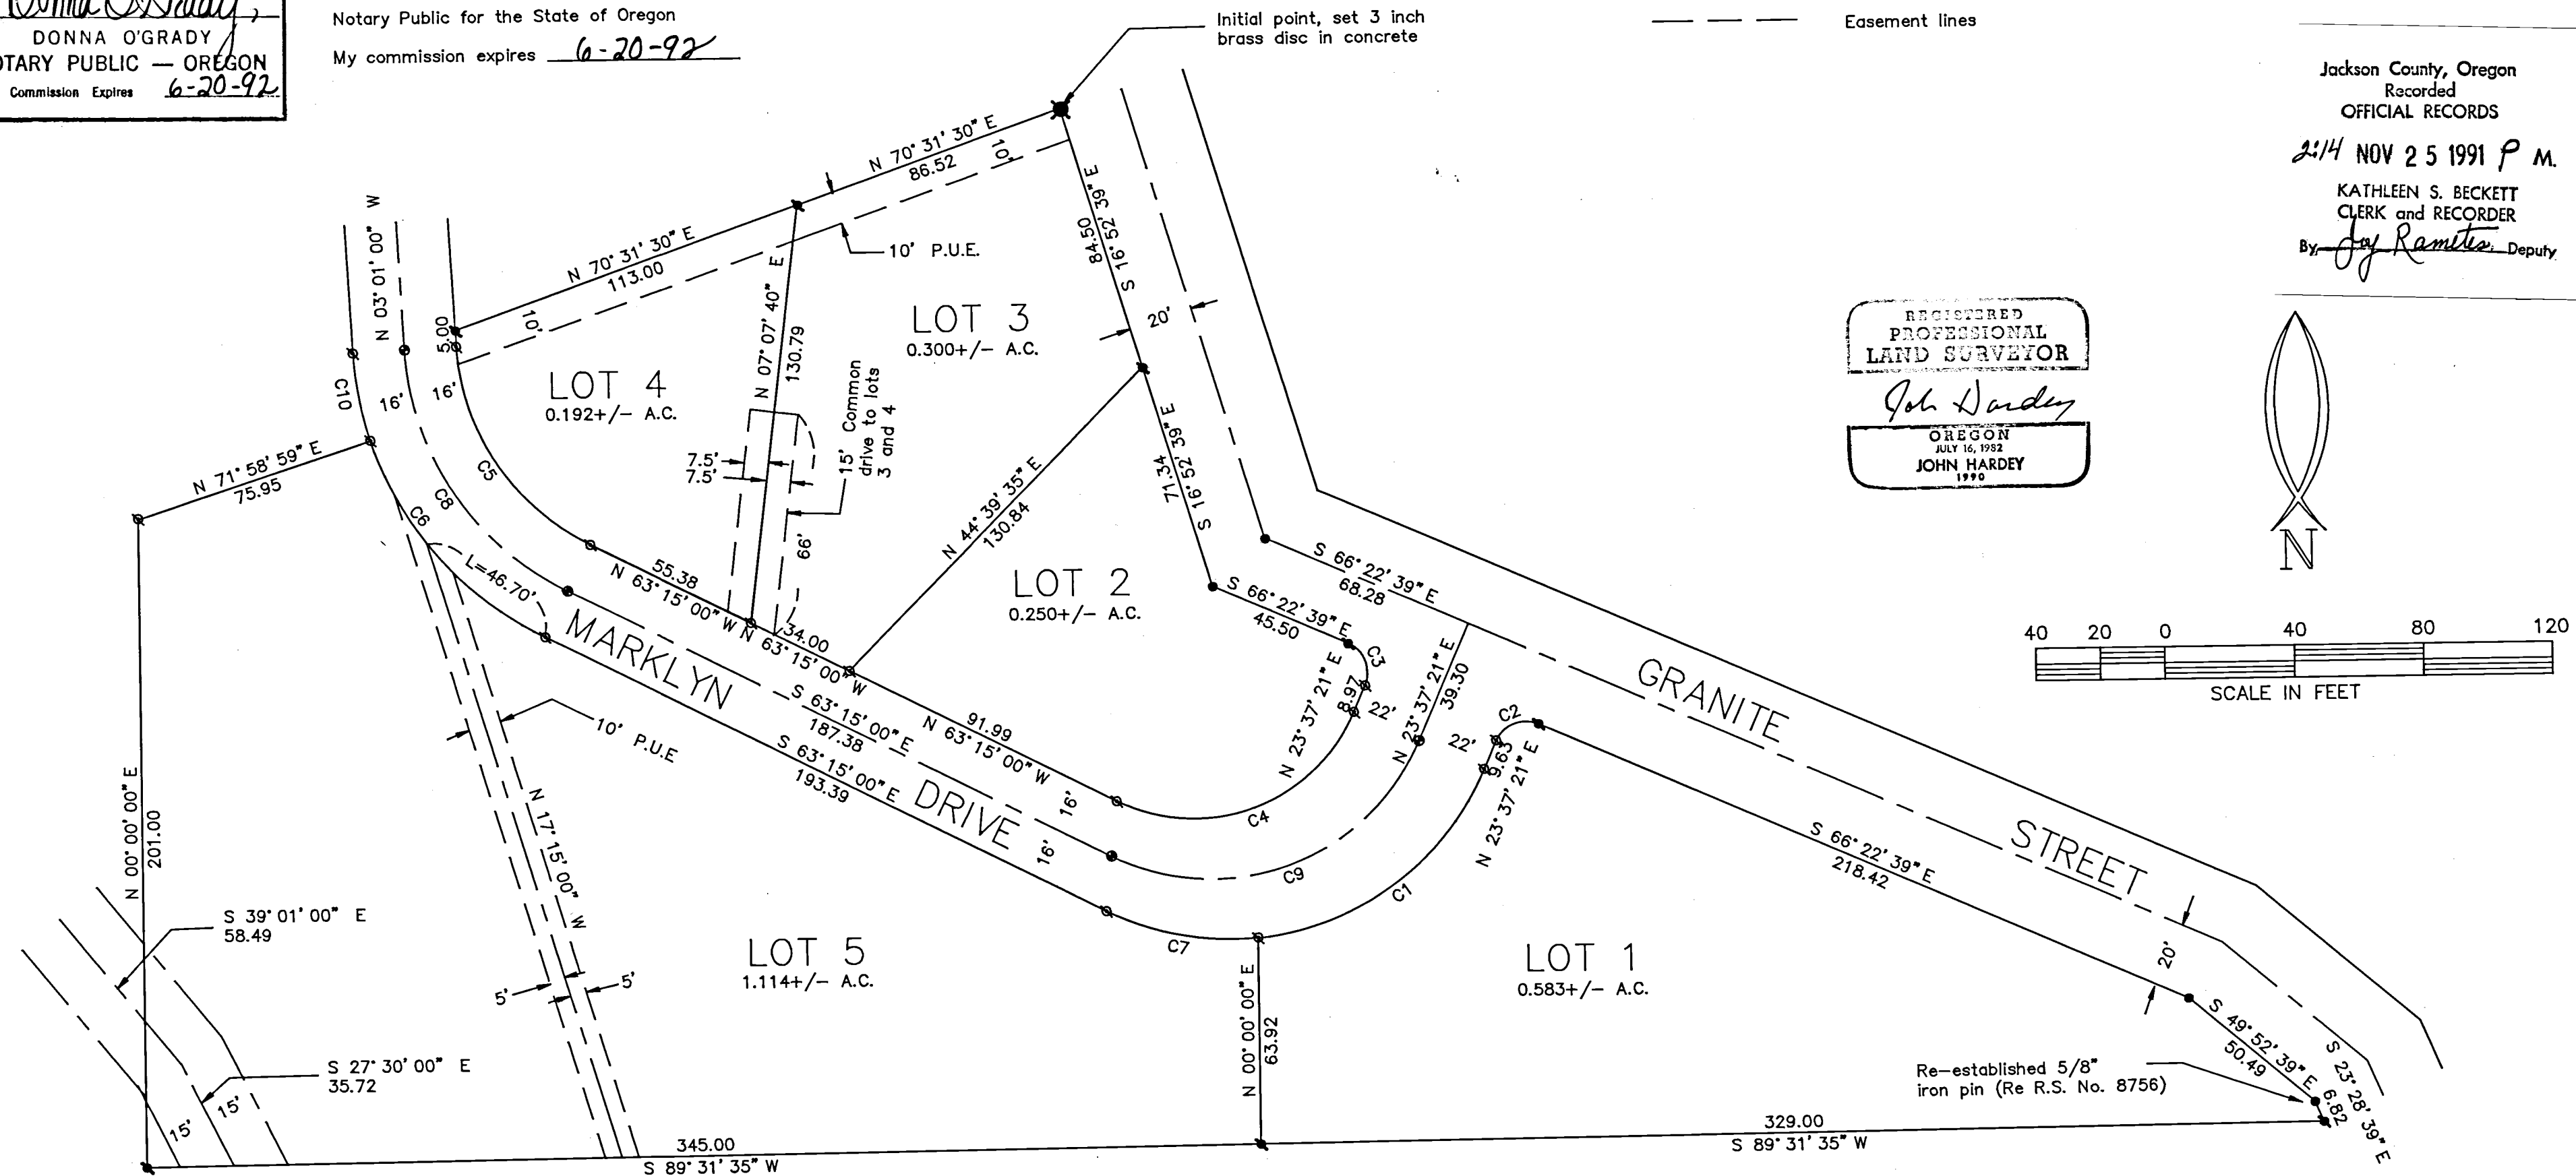 DONNA O'GRADY
OTARY PUBLIC — OREGON
Commission Expires 6-20-92
Notary Public for the State of Oregon
My commission expires 6-20-92
Initial point, set 3 inch
brass disc in concrete
Easement lines
Jackson County, Oregon
Recorded
OFFICIAL RECORDS
2:14 NOV 2 5 1991 P M.
KATHLEEN S. BECKETT
CLERK and RECORDER
By Joy Deputy
REGISTERED
PROFESSIONAL
LAND SURVEYOR
John Hardey
OREGON
JULY 16, 1982
JOHN HARDEY
1990
N
40 20 0 40 80 120
SCALE IN FEET
N 70° 31' 30" E
86.52
10'
N 70° 31' 30" E
113.00
10'
10' P.U.E.
N 03° 01' 00" W
5.00
16'
16'
C10
C5
C8
C6
N 07° 07' 40" E
130.79
LOT 3
0.300+/- A.C.
LOT 4
0.192+/- A.C.
S 16° 52' 39" E
84.50
20'
15' Common
drive to lots
3 and 4
7.5'
7.5'
66'
N 71° 58' 59" E
75.95
N 44° 39' 35" E
130.84
S 16° 52' 39" E
71.34
LOT 2
0.250+/- A.C.
55.38
N 63° 15' 00" W
34.00
N 63° 15' 00" W
L=46.70'
S 66° 22' 39" E
68.28
S 66° 22' 39" E
45.50
C3
8.97
N 23° 37' 21" E
22'
N 23° 37' 21" E
39.30
22'
C2
9.63
N 23° 37' 21" E
MARKLYN DRIVE
GRANITE STREET
10' P.U.E
S 63° 15' 00" E
187.38
91.99
N 63° 15' 00" W
S 63° 15' 00" E
193.39
16'
16'
C4
C9
C1
C7
S 66° 22' 39" E
218.42
20'
N 00° 00' 00" E
201.00
N 17° 15' 00" W
S 39° 01' 00" E
58.49
LOT 5
1.114+/- A.C.
LOT 1
0.583+/- A.C.
5'
5'
N 00° 00' 00" E
63.92
S 49° 52' 39" E
50.49
S 23° 28' 39" E
6.82
Re-established 5/8"
iron pin (Re R.S. No. 8756)
S 27° 30' 00" E
35.72
15'
15'
345.00
S 89° 31' 35" W
329.00
S 89° 31' 35" W